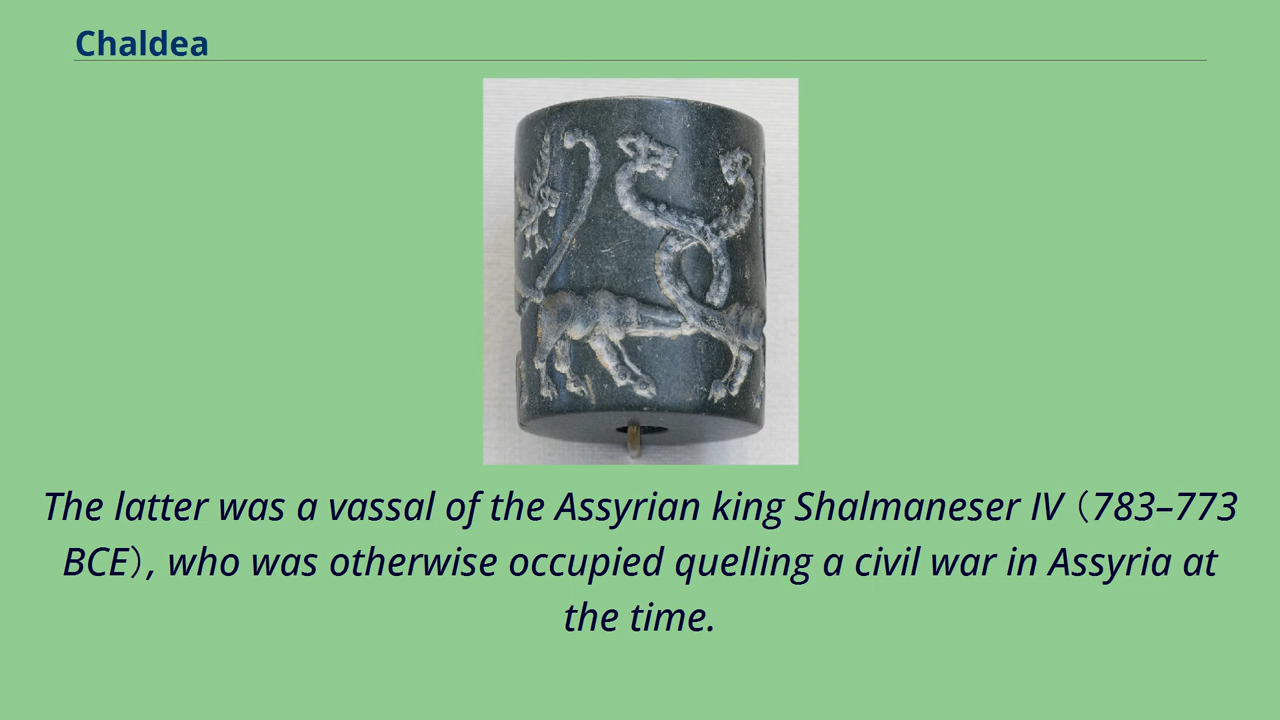 Chaldea
The latter was a vassal of the Assyrian king Shalmaneser IV（783–773
BCE）, who was otherwise occupied quelling a civil war in Assyria at
the time.